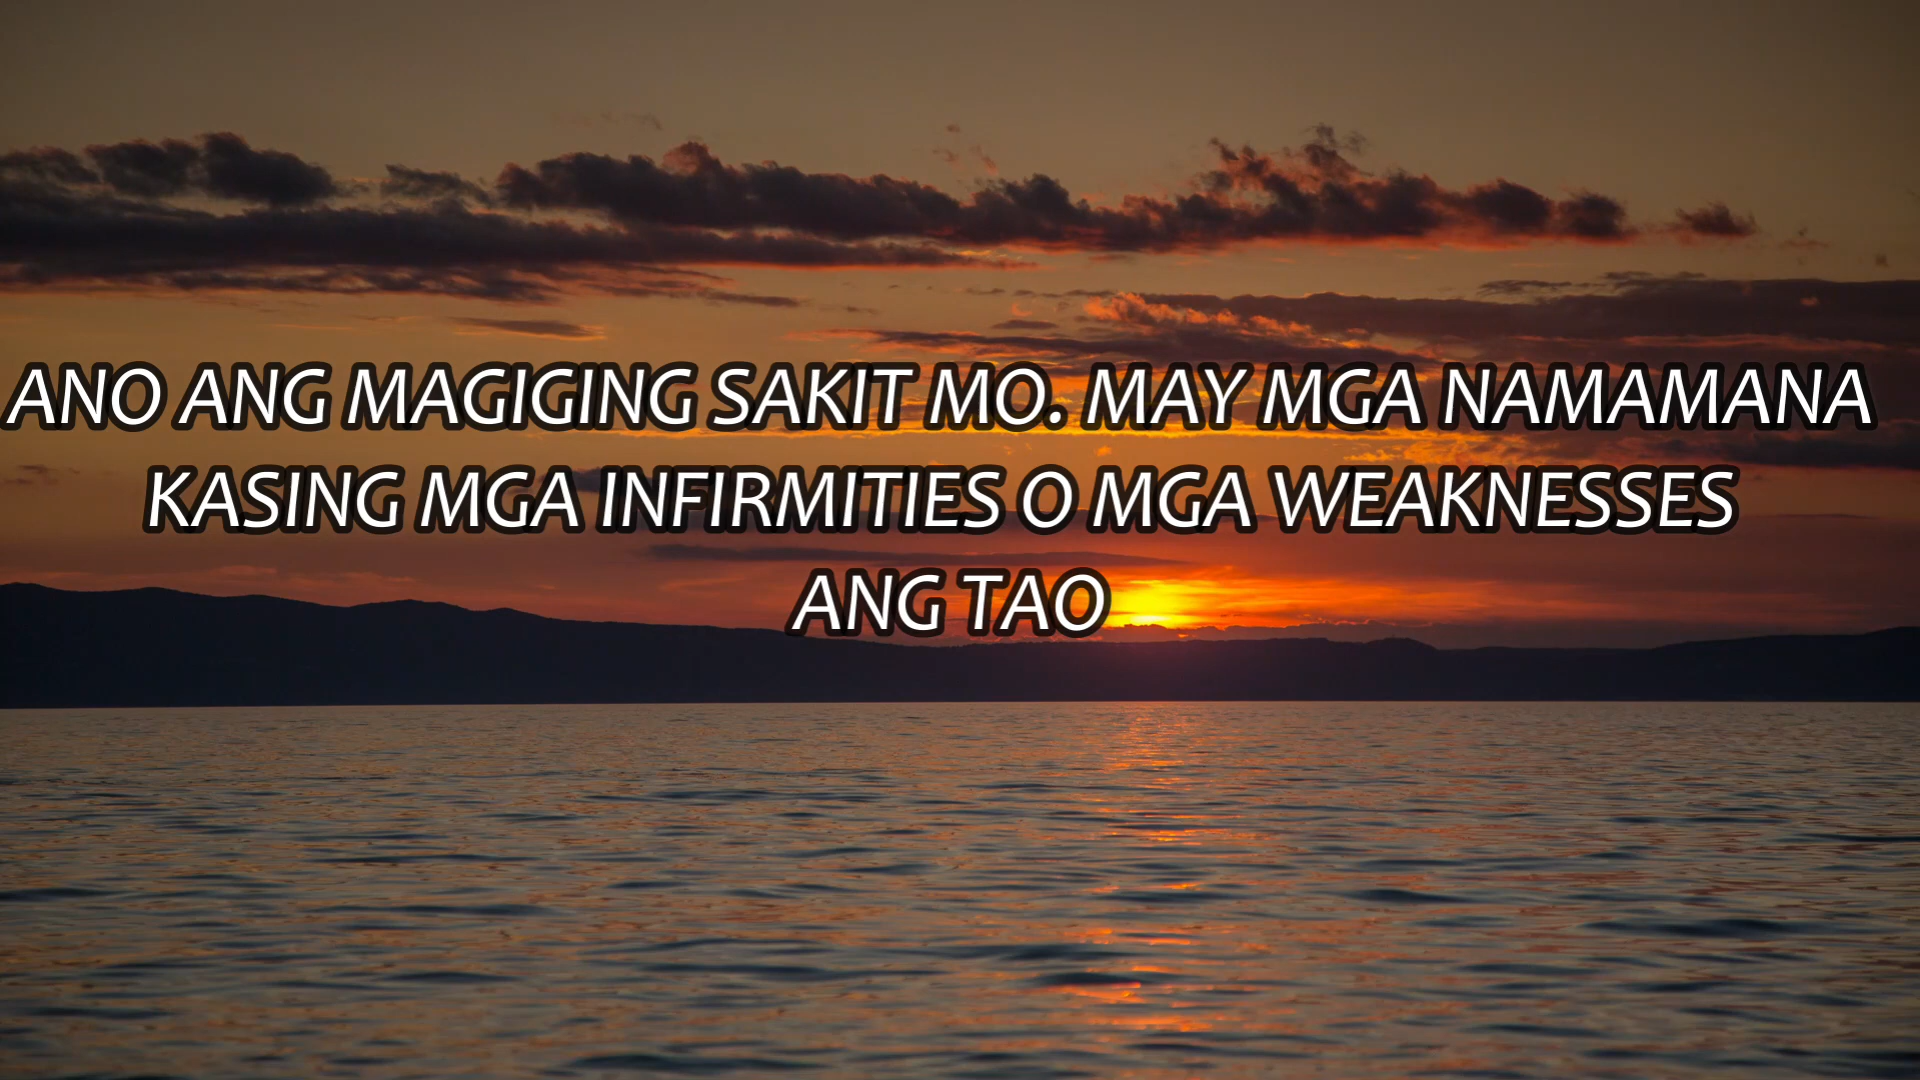 ANO ANG MAGIGING SAKIT MO. MAY MGA NAMAMANA
KASING MGA INFIRMITIES O MGA WEAKNESSES
ANG TAO